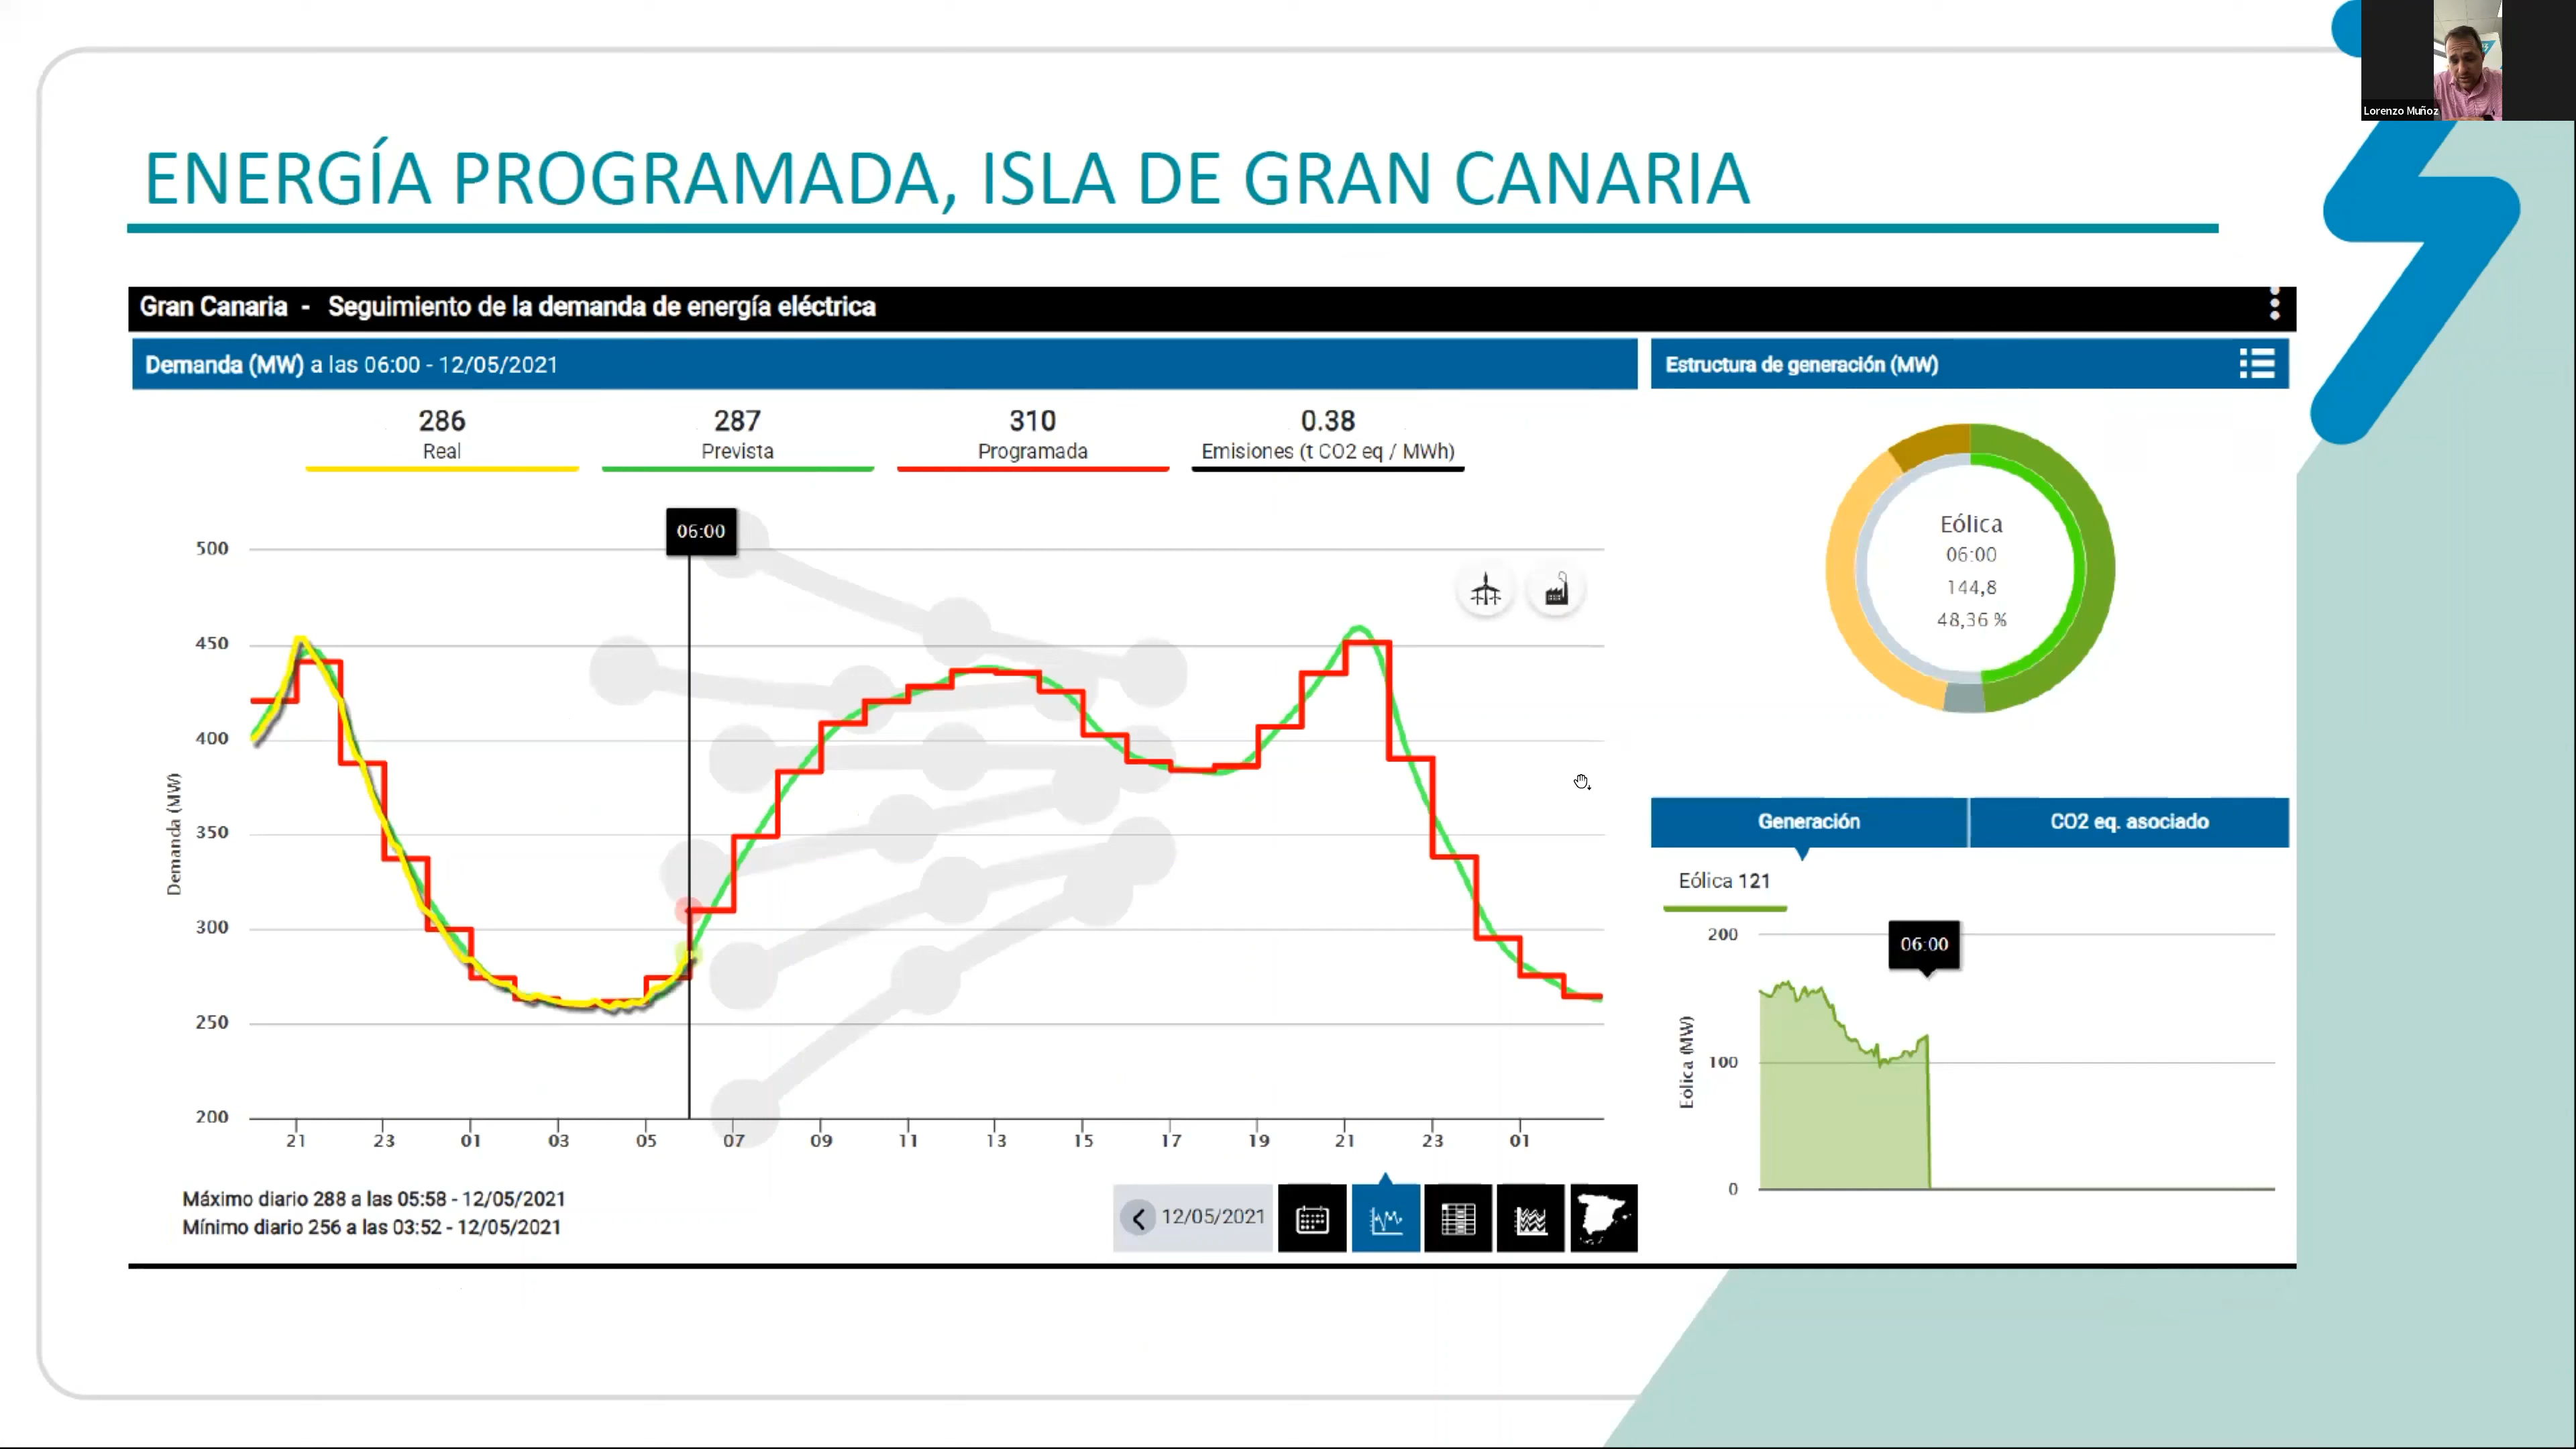 Lorenzo Muñoz
ENERGÍA PROGRAMADA, ISLA DE GRAN CANARIA
Gran Canaria - Seguimiento de la demanda de energía eléctrica
Demanda (MW) a las 06:00 - 12/05/2021
286
Real
287
Prevista
310
Programada
0.38
Emisiones (t CO2 eq / MWh)
06:00
500
450
400
350
300
250
200
Demanda (MW)
21 23 01 03 05 07 09 11 13 15 17 19 21 23 01
Máximo diario 288 a las 05:58 - 12/05/2021
Mínimo diario 256 a las 03:52 - 12/05/2021
12/05/2021
Estructura de generación (MW)
Eólica
06:00
144,8
48,36 %
Generación
CO2 eq. asociado
Eólica 121
06:00
200
100
0
Eólica (MW)